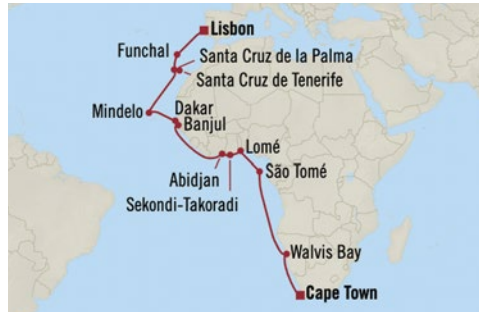 Lisbon
Funchal
Santa Cruz de la Palma
Santa Cruz de Tenerife
Mindelo
Dakar
Banjul
Lomé
São Tomé
Abidjan
Sekondi-Takoradi
Walvis Bay
Cape Town